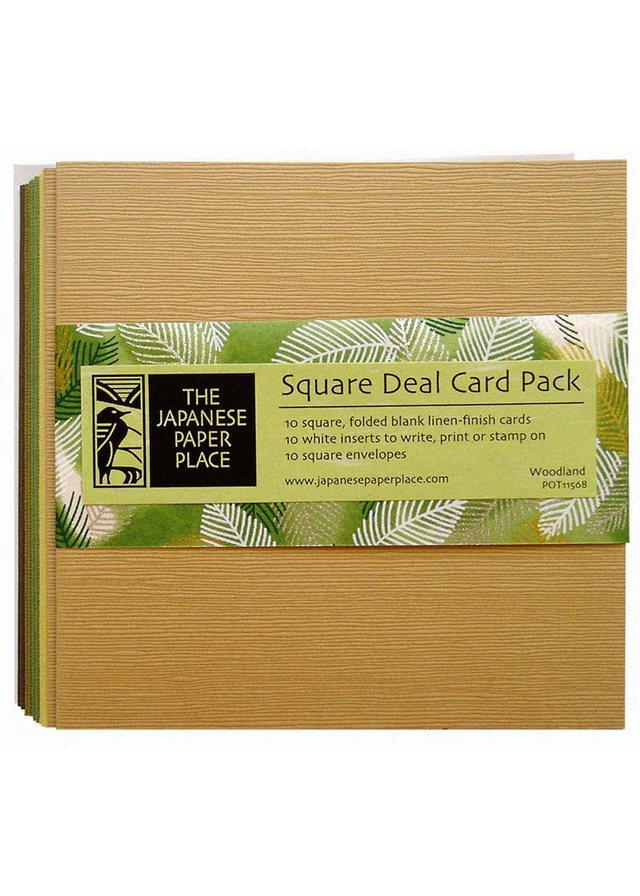 THE
JAPANESE
PAPER
PLACE
Square Deal Card Pack
10 square, folded blank linen-finish cards
10 white inserts to write, print or stamp on
10 square envelopes
www.japanesepaperplace.com
Woodland
POT11568